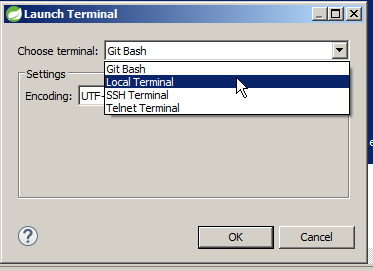 Launch Terminal
Choose terminal: Git Bash
Git Bash
Local Terminal
SSH Terminal
Telnet Terminal
Settings
Encoding: UTF-
?
OK Cancel